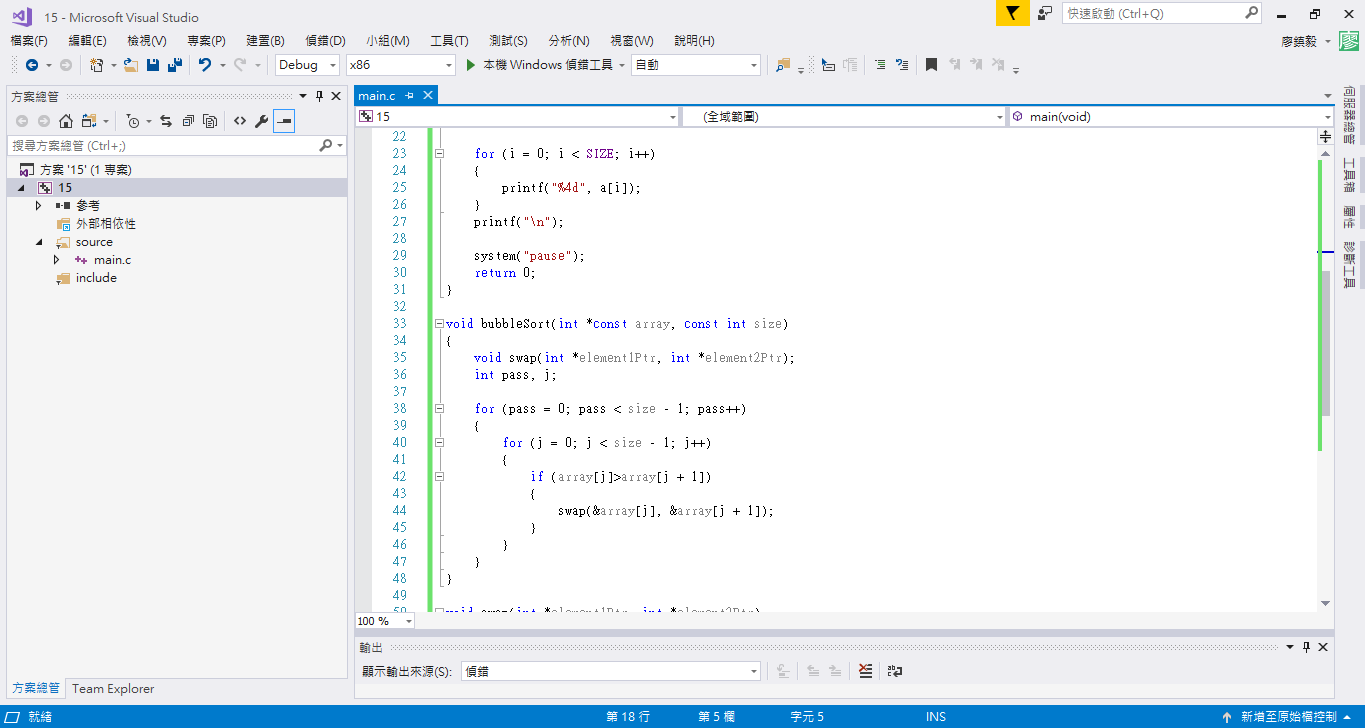 15 - Microsoft Visual Studio
快速啟動 (Ctrl+Q)
檔案(F) 編輯(E) 檢視(V) 專案(P) 建置(B) 偵錯(D) 小組(M) 工具(T) 測試(S) 分析(N) 視窗(W) 說明(H)
Debug x86 本機 Windows 偵錯工具 自動
方案總管
搜尋方案總管 (Ctrl+;)
方案 '15' (1 專案)
15
參考
外部相依性
source
main.c
include
方案總管 Team Explorer
main.c
15 (全域範圍) main(void)
22
23 for (i = 0; i < SIZE; i++)
24 {
25 printf("%4d", a[i]);
26 }
27 printf("\n");
28
29 system("pause");
30 return 0;
31 }
32
33 void bubbleSort(int *const array, const int size)
34 {
35 void swap(int *element1Ptr, int *element2Ptr);
36 int pass, j;
37
38 for (pass = 0; pass < size - 1; pass++)
39 {
40 for (j = 0; j < size - 1; j++)
41 {
42 if (array[j]>array[j + 1])
43 {
44 swap(&array[j], &array[j + 1]);
45 }
46 }
47 }
48 }
49
50 void swap(int *element1Ptr, int *element2Ptr)
100 %
輸出
顯示輸出來源(S): 偵錯
伺服器總管
工具箱
屬性
診斷工具
就緒 第 18 行 第 5 欄 字元 5 INS 新增至原始檔控制